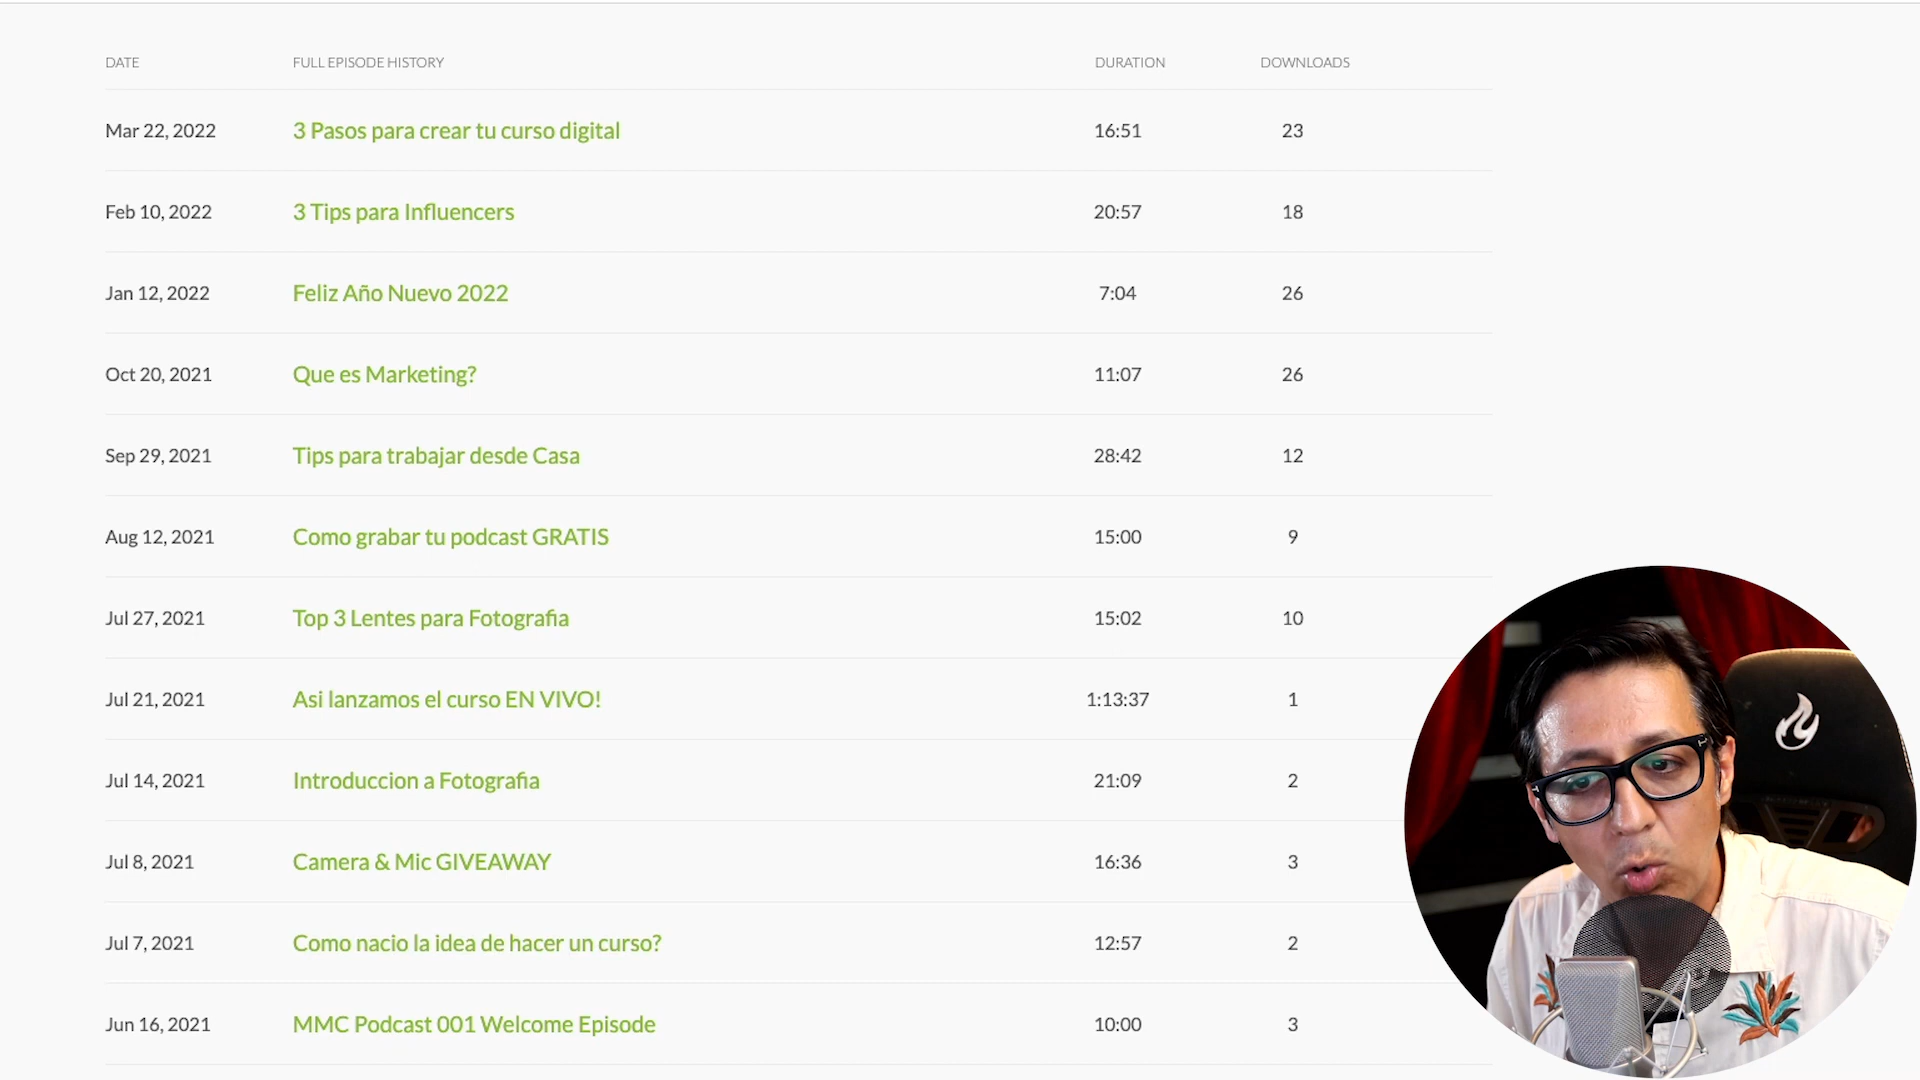 DATE FULL EPISODE HISTORY DURATION DOWNLOADS
Mar 22, 2022 3 Pasos para crear tu curso digital 16:51 23
Feb 10, 2022 3 Tips para Influencers 20:57 18
Jan 12, 2022 Feliz Año Nuevo 2022 7:04 26
Oct 20, 2021 Que es Marketing? 11:07 26
Sep 29, 2021 Tips para trabajar desde Casa 28:42 12
Aug 12, 2021 Como grabar tu podcast GRATIS 15:00 9
Jul 27, 2021 Top 3 Lentes para Fotografia 15:02 10
Jul 21, 2021 Asi lanzamos el curso EN VIVO! 1:13:37 1
Jul 14, 2021 Introduccion a Fotografia 21:09 2
Jul 8, 2021 Camera & Mic GIVEAWAY 16:36 3
Jul 7, 2021 Como nacio la idea de hacer un curso? 12:57 2
Jun 16, 2021 MMC Podcast 001 Welcome Episode 10:00 3